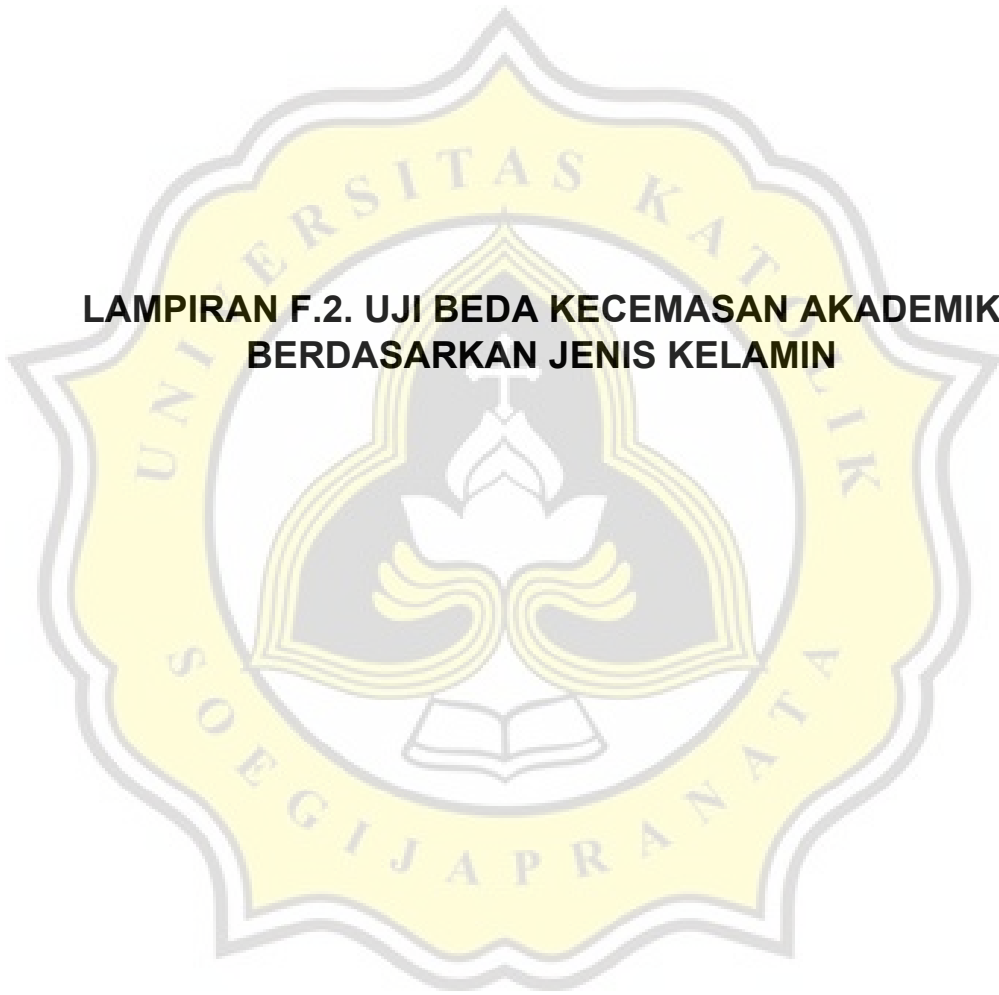 UNIVERSITAS KATOLIK
LAMPIRAN F.2. UJI BEDA KECEMASAN AKADEMIK
BERDASARKAN JENIS KELAMIN
SOEGIJAPRANATA